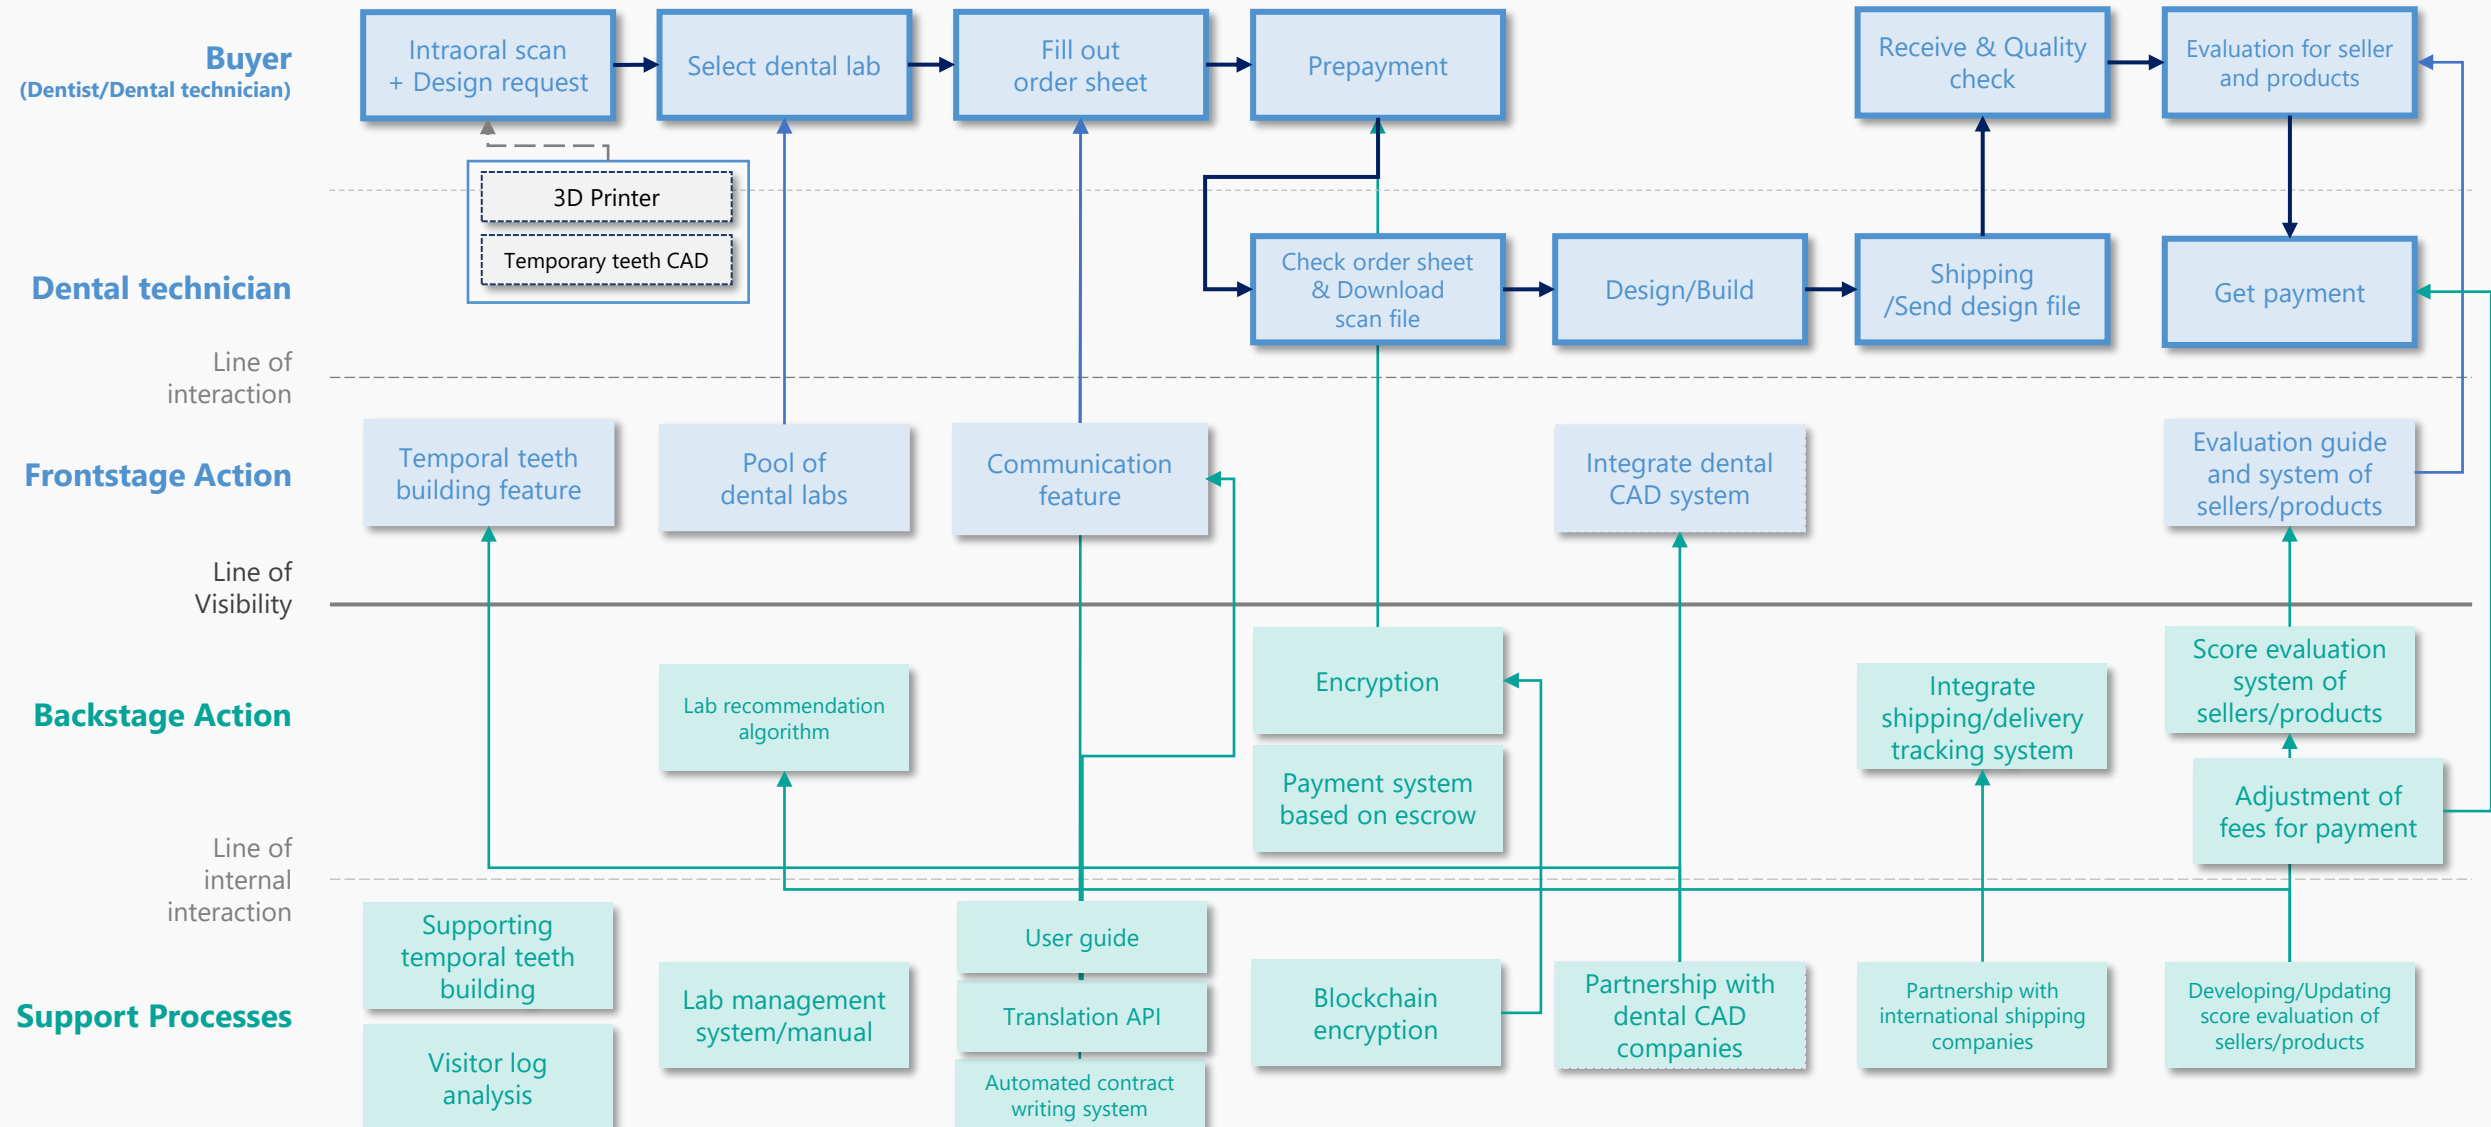 Buyer
(Dentist/Dental technician)
Intraoral scan
+ Design request
Select dental lab
Fill out
order sheet
Prepayment
Receive & Quality
check
Evaluation for seller
and products
3D Printer
Temporary teeth CAD
Dental technician
Check order sheet
& Download
scan file
Design/Build
Shipping
/Send design file
Get payment
Line of
interaction
Frontstage Action
Temporal teeth
building feature
Pool of
dental labs
Communication
feature
Integrate dental
CAD system
Evaluation guide
and system of
sellers/products
Line of
Visibility
Backstage Action
Lab recommendation
algorithm
Encryption
Payment system
based on escrow
Integrate
shipping/delivery
tracking system
Score evaluation
system of
sellers/products
Adjustment of
fees for payment
Line of
internal
interaction
Support Processes
Supporting
temporal teeth
building
Visitor log
analysis
Lab management
system/manual
User guide
Translation API
Automated contract
writing system
Blockchain
encryption
Partnership with
dental CAD
companies
Partnership with
international shipping
companies
Developing/Updating
score evaluation of
sellers/products